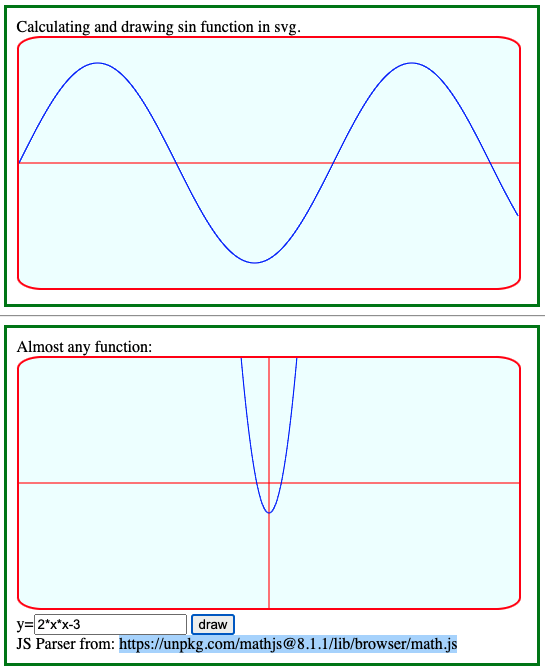 Calculating and drawing sin function in svg.
Almost any function:
y=2*x*x-3 draw
JS Parser from: https://unpkg.com/mathjs@8.1.1/lib/browser/math.js